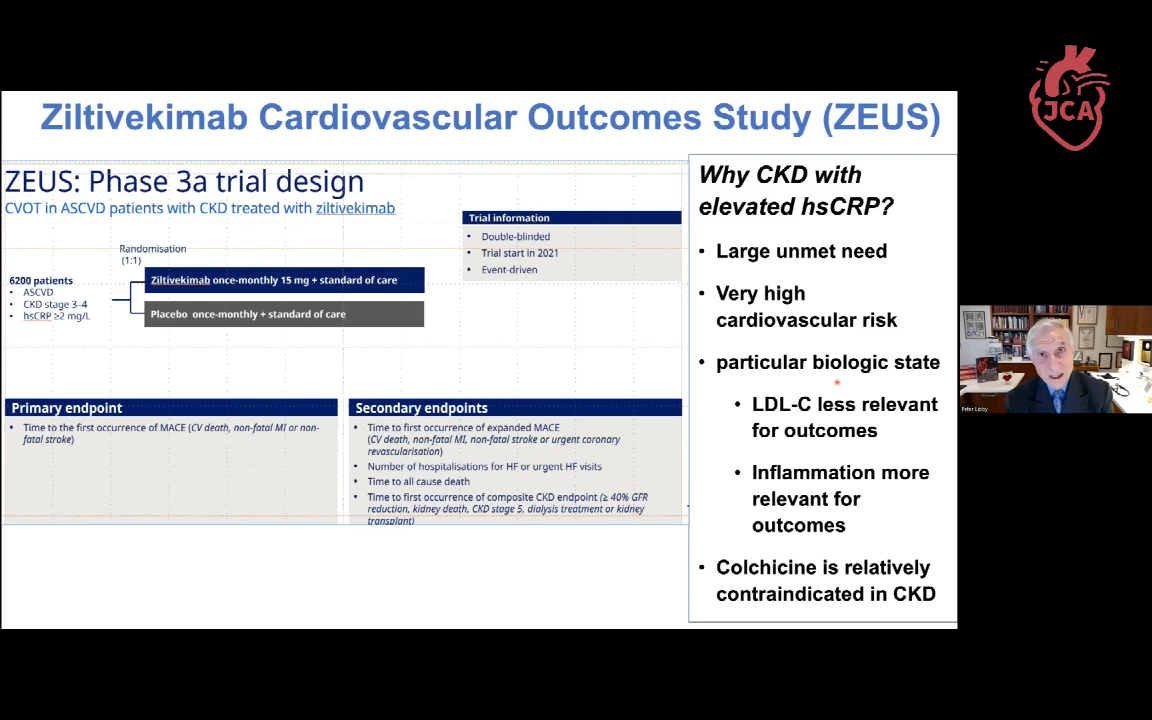 JCA
Ziltivekimab Cardiovascular Outcomes Study (ZEUS)
ZEUS: Phase 3a trial design
CVOT in ASCVD patients with CKD treated with ziltivekimab
Trial information
• Double-blinded
• Trial start in 2021
• Event-driven
Randomisation
(1:1)
6200 patients
• ASCVD
• CKD stage 3–4
• hsCRP ≥2 mg/L
Ziltivekimab once-monthly 15 mg + standard of care
Placebo once-monthly + standard of care
Primary endpoint
• Time to the first occurrence of MACE (CV death, non-fatal MI or non-
fatal stroke)
Secondary endpoints
• Time to first occurrence of expanded MACE
(CV death, non-fatal MI, non-fatal stroke or urgent coronary
revascularisation)
• Number of hospitalisations for HF or urgent HF visits
• Time to all cause death
• Time to first occurrence of composite CKD endpoint (≥ 40% GFR
reduction, kidney death, CKD stage 5, dialysis treatment or kidney
transplant)
Why CKD with
elevated hsCRP?
• Large unmet need
• Very high
cardiovascular risk
• particular biologic state
• LDL-C less relevant
for outcomes
• Inflammation more
relevant for
outcomes
• Colchicine is relatively
contraindicated in CKD
Peter Libby